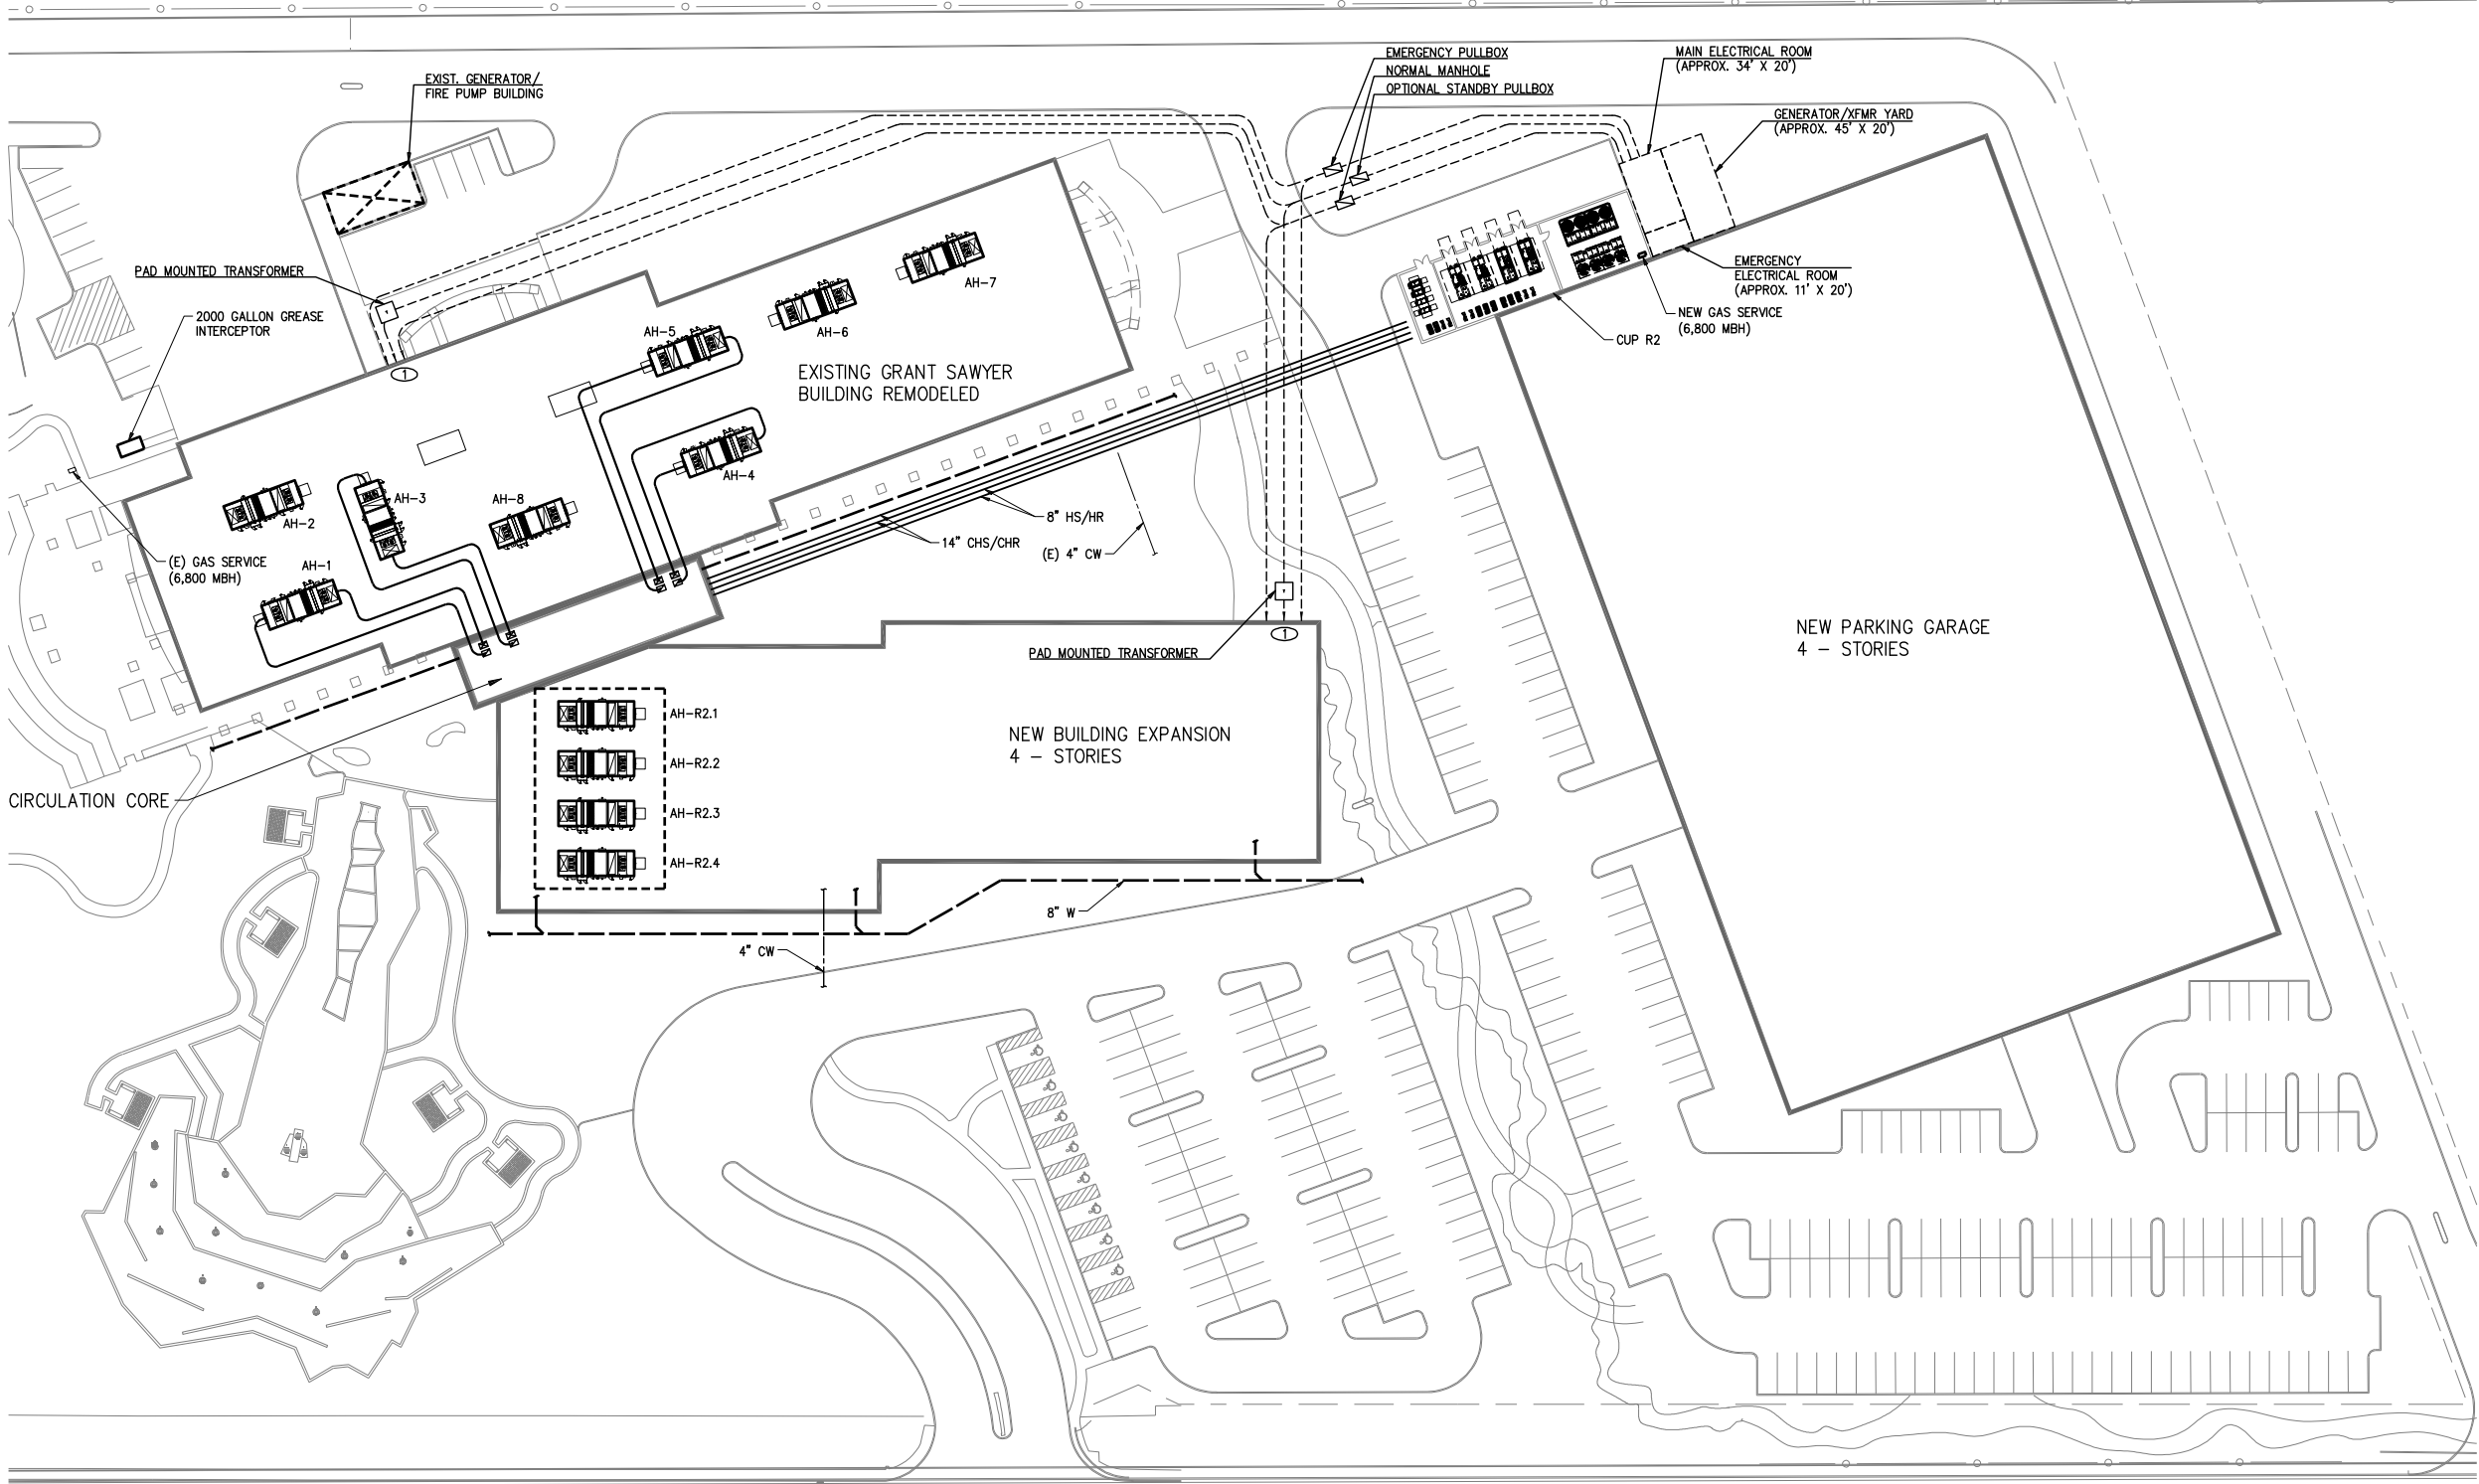 EMERGENCY PULLBOX
NORMAL MANHOLE
OPTIONAL STANDBY PULLBOX
MAIN ELECTRICAL ROOM
(APPROX. 34' X 20')
EXIST. GENERATOR/
FIRE PUMP BUILDING
GENERATOR/XFMR YARD
(APPROX. 45' X 20')
PAD MOUNTED TRANSFORMER
2000 GALLON GREASE
INTERCEPTOR
EMERGENCY
ELECTRICAL ROOM
(APPROX. 11' X 20')
NEW GAS SERVICE
(6,800 MBH)
CUP R2
AH-7
AH-6
AH-5
1
EXISTING GRANT SAWYER
BUILDING REMODELED
AH-4
AH-3
AH-8
AH-2
8" HS/HR
14" CHS/CHR
(E) 4" CW
(E) GAS SERVICE
(6,800 MBH)
AH-1
1
PAD MOUNTED TRANSFORMER
NEW PARKING GARAGE
4 - STORIES
AH-R2.1
NEW BUILDING EXPANSION
4 - STORIES
AH-R2.2
CIRCULATION CORE
AH-R2.3
AH-R2.4
8" W
4" CW